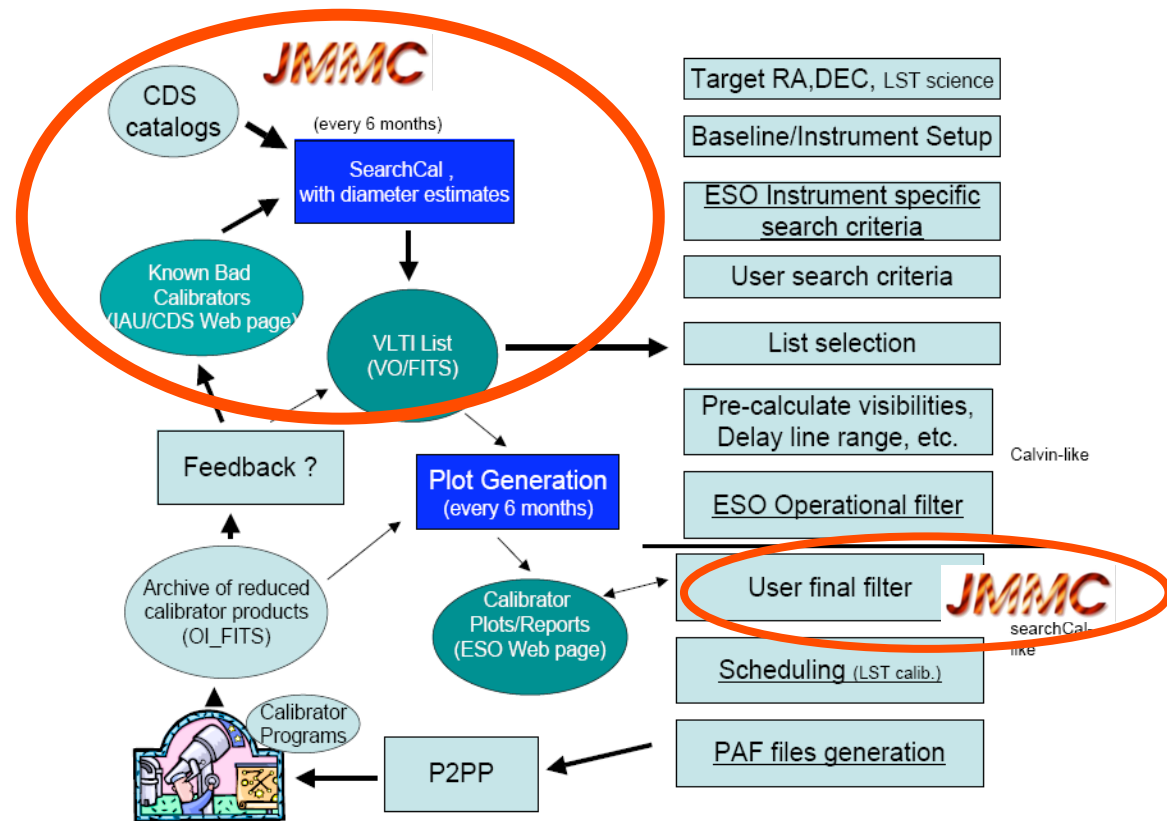 JMMC
CDS
catalogs
(every 6 months)
SearchCal ,
with diameter estimates
Known Bad
Calibrators
(IAU/CDS Web page)
VLTI List
(VO/FITS)
Feedback ?
Plot Generation
(every 6 months)
Archive of reduced
calibrator products
(OI_FITS)
Calibrator
Plots/Reports
(ESO Web page)
Calibrator
Programs
P2PP
Target RA,DEC, LST science
Baseline/Instrument Setup
ESO Instrument specific
search criteria
User search criteria
List selection
Pre-calculate visibilities,
Delay line range, etc.
Calvin-like
ESO Operational filter
User final filter
JMMC
searchCal-
like
Scheduling (LST calib.)
PAF files generation